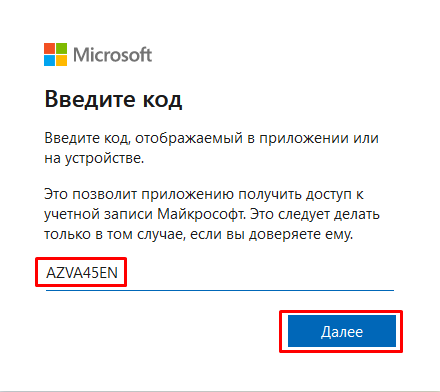 Microsoft
Введите код
Введите код, отображаемый в приложении или
на устройстве.
Это позволит приложению получить доступ к
учетной записи Майкрософт. Это следует делать
только в том случае, если вы доверяете ему.
AZVA45EN
Далее